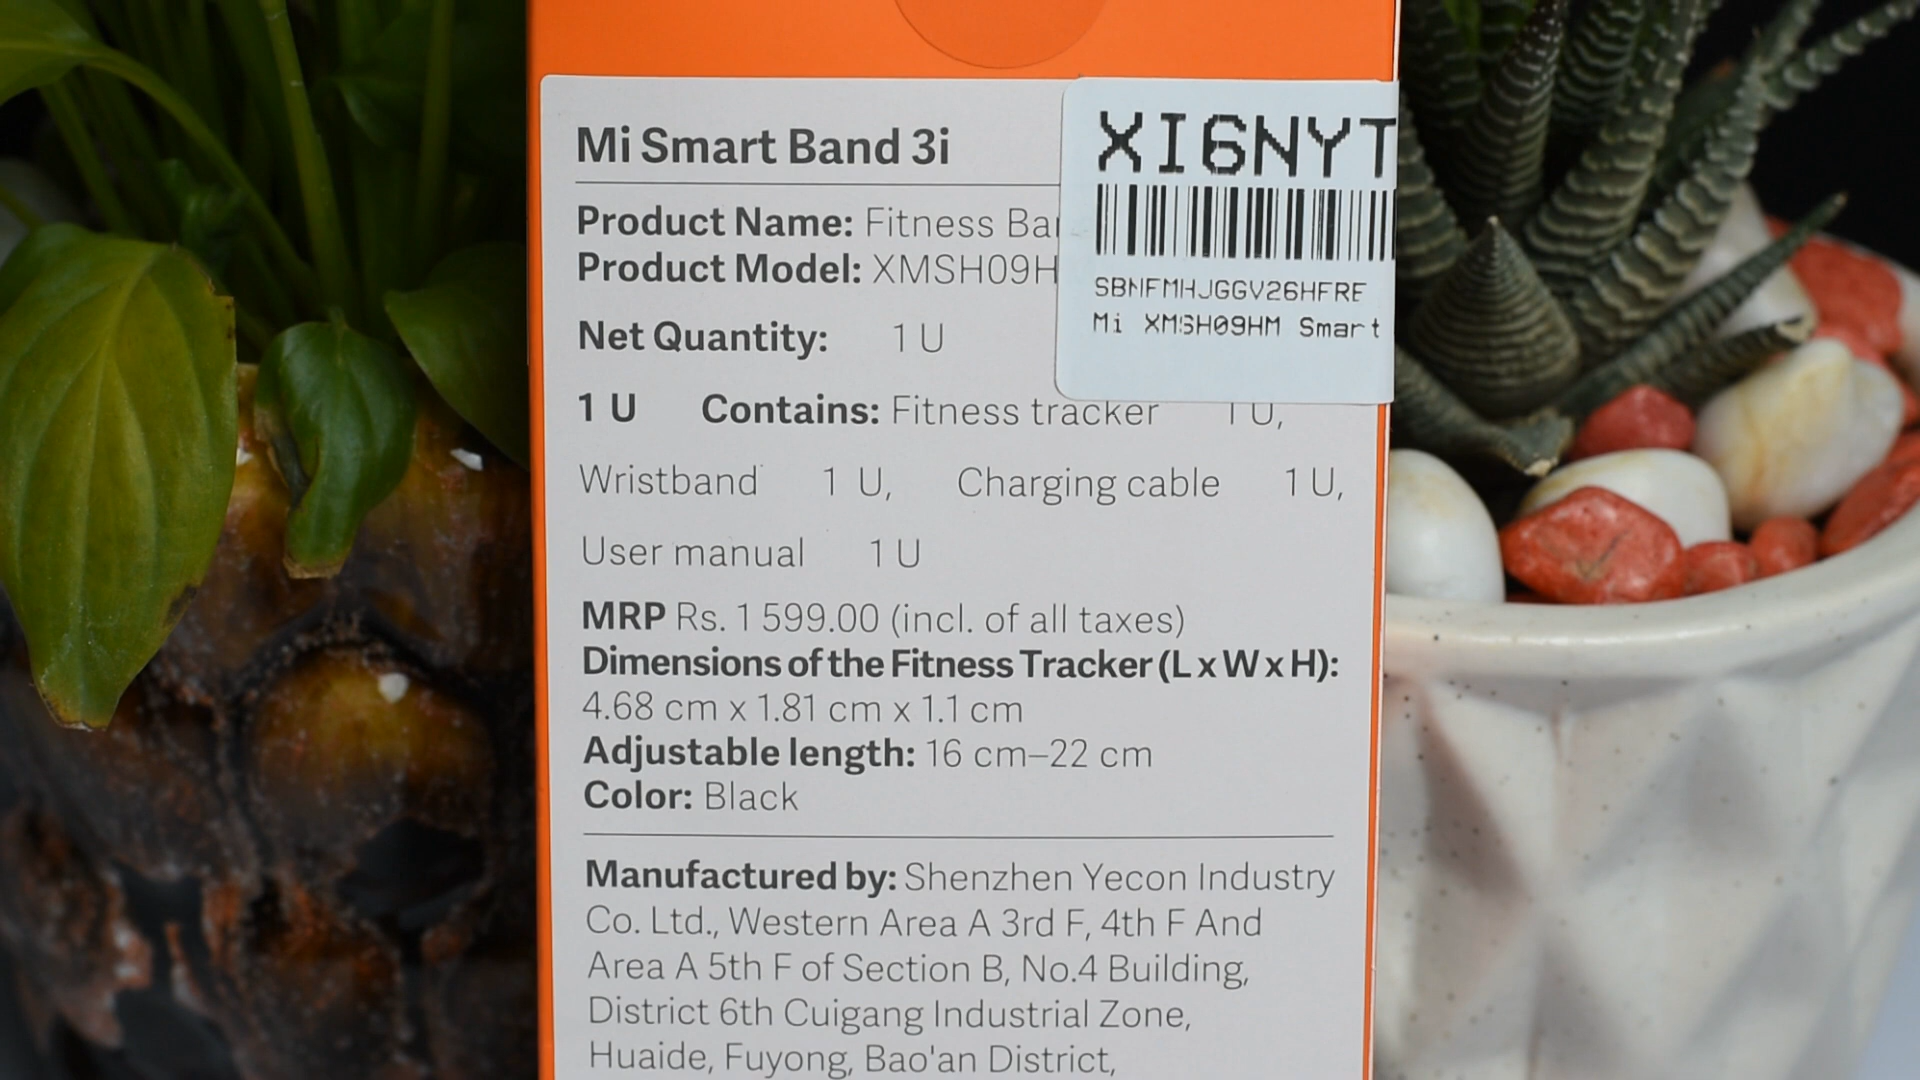 Mi Smart Band 3i
XI6NYT
Product Name: Fitness
Product Model: XMSH09H
SBNFMHJGGV26HFRE
Mi XMSH09HM Smart
Net Quantity: 1 U
1 U Contains: Fitness tracker 1 U,
Wristband 1 U, Charging cable 1 U,
User manual 1 U
MRP Rs. 1 599.00 (incl. of all taxes)
Dimensions of the Fitness Tracker (L x W x H):
4.68 cm x 1.81 cm x 1.1 cm
Adjustable length: 16 cm–22 cm
Color: Black
Manufactured by: Shenzhen Yecon Industry
Co. Ltd., Western Area A 3rd F, 4th F And
Area A 5th F of Section B, No.4 Building,
District 6th Cuigang Industrial Zone,
Huaide, Fuyong, Bao'an District,